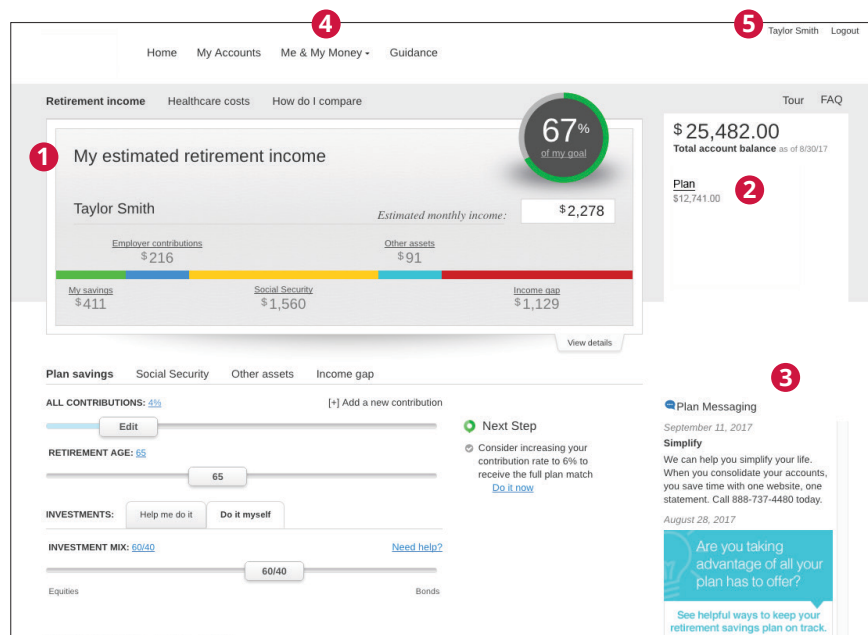 4
5
Taylor Smith Logout
Home My Accounts Me & My Money Guidance
Retirement income Healthcare costs How do I compare
Tour FAQ
1
My estimated retirement income
67%
of my goal
Taylor Smith
Estimated monthly income: $2,278
Employer contributions
$216
Other assets
$91
My savings
$411
Social Security
$1,560
Income gap
$1,129
View details
$25,482.00
Total account balance as of 8/30/17
Plan
$12,741.00
2
Plan savings Social Security Other assets Income gap
ALL CONTRIBUTIONS: 4% [+] Add a new contribution
Edit
RETIREMENT AGE: 65
65
INVESTMENTS: Help me do it Do it myself
INVESTMENT MIX: 60/40 Need help?
60/40
Equities Bonds
Next Step
Consider increasing your
contribution rate to 6% to
receive the full plan match
Do it now
3
Plan Messaging
September 11, 2017
Simplify
We can help you simplify your life.
When you consolidate your accounts,
you save time with one website, one
statement. Call 888-737-4480 today.
August 28, 2017
Are you taking
advantage of all your
plan has to offer?
See helpful ways to keep your
retirement savings plan on track.